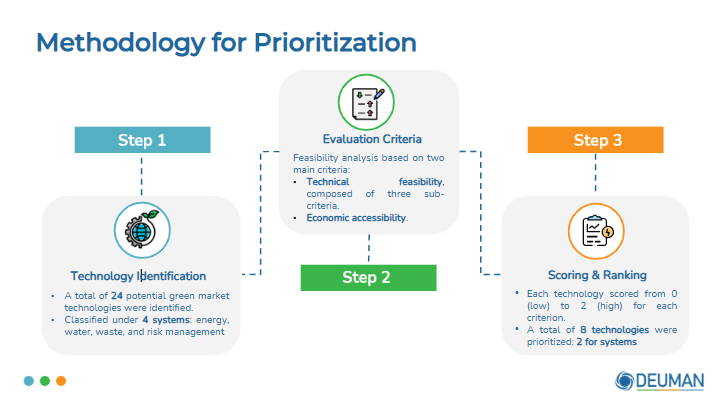 Methodology for Prioritization
Step 1
Technology Identification
• A total of 24 potential green market
technologies were identified.
• Classified under 4 systems: energy,
water, waste, and risk management
Evaluation Criteria
Feasibility analysis based on two
main criteria:
• Technical feasibility,
composed of three sub-
criteria.
• Economic accessibility.
Step 2
Step 3
Scoring & Ranking
• Each technology scored from 0
(low) to 2 (high) for each
criterion.
• A total of 8 technologies were
prioritized: 2 for systems
DEUMAN